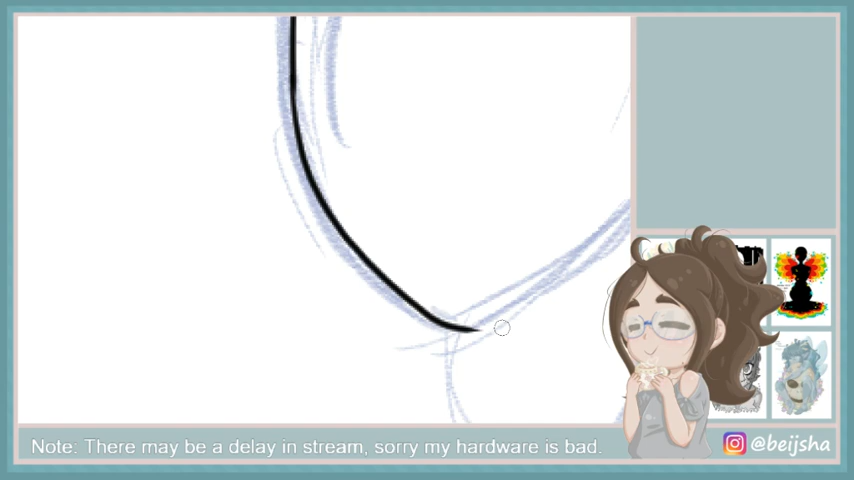 Note: There may be a delay in stream, sorry my hardware is bad.
@beijsha